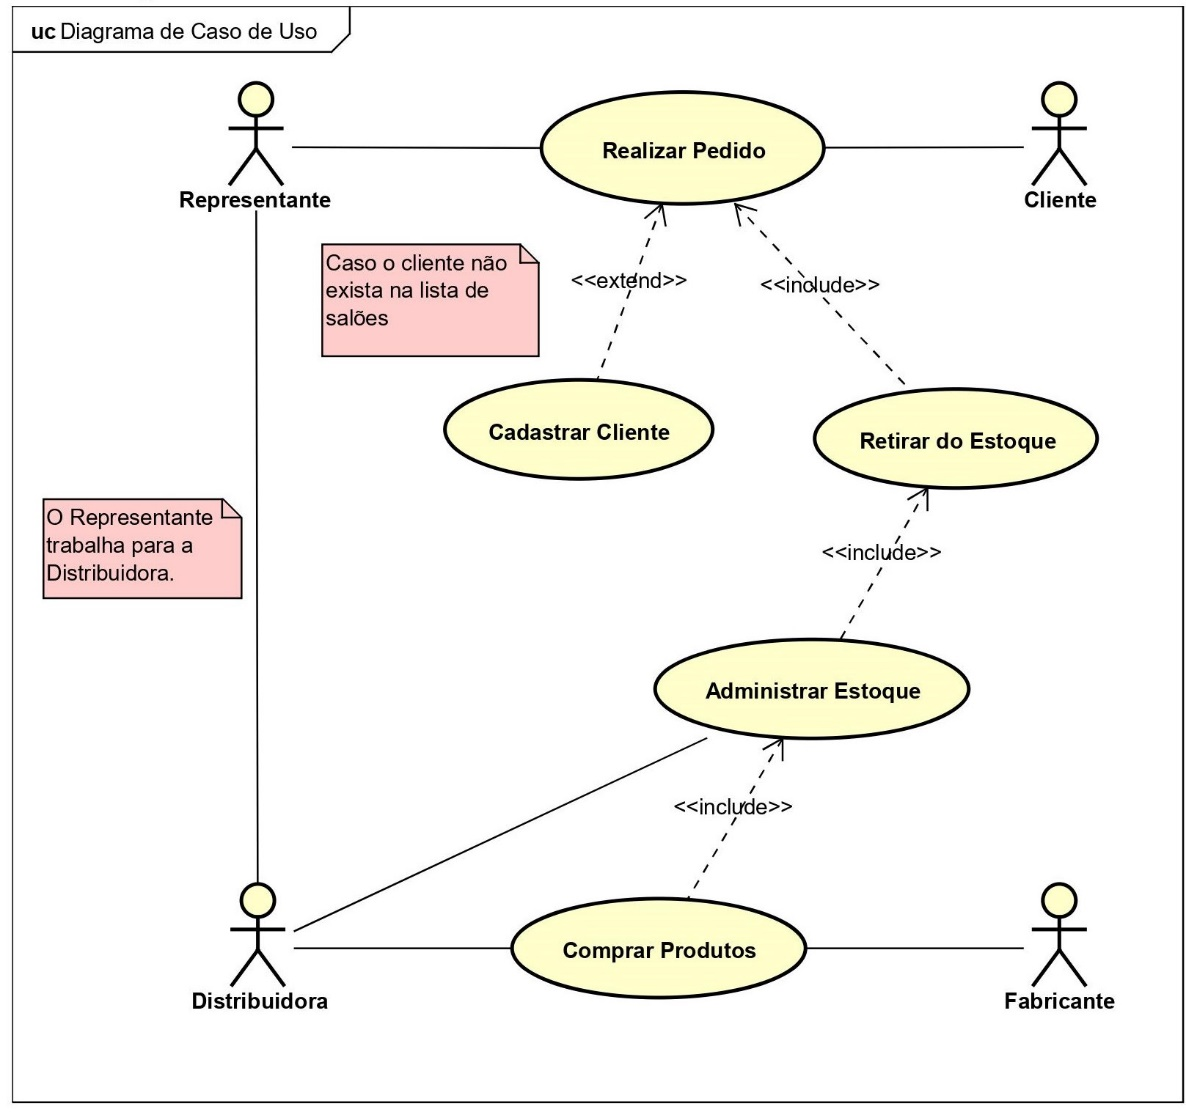 uc Diagrama de Caso de Uso
Realizar Pedido
Representante
Cliente
Caso o cliente não
exista na lista de
salões
<<extend>>
<<include>>
Cadastrar Cliente
Retirar do Estoque
O Representante
trabalha para a
Distribuidora.
<<include>>
Administrar Estoque
<<include>>
Comprar Produtos
Distribuidora
Fabricante